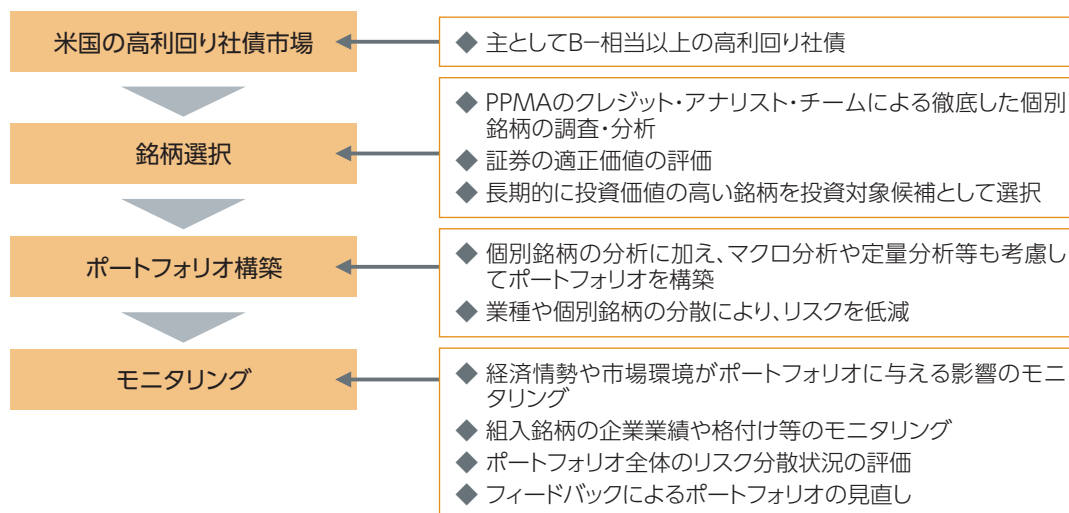 米国の高利回り社債市場
◆ 主としてB−相当以上の高利回り社債
銘柄選択
◆ PPMAのクレジット・アナリスト・チームによる徹底した個別
銘柄の調査・分析
◆ 証券の適正価値の評価
◆ 長期的に投資価値の高い銘柄を投資対象候補として選択
ポートフォリオ構築
◆ 個別銘柄の分析に加え、マクロ分析や定量分析等も考慮し
てポートフォリオを構築
◆ 業種や個別銘柄の分散により、リスクを低減
モニタリング
◆ 経済情勢や市場環境がポートフォリオに与える影響のモニ
タリング
◆ 組入銘柄の企業業績や格付け等のモニタリング
◆ ポートフォリオ全体のリスク分散状況の評価
◆ フィードバックによるポートフォリオの見直し